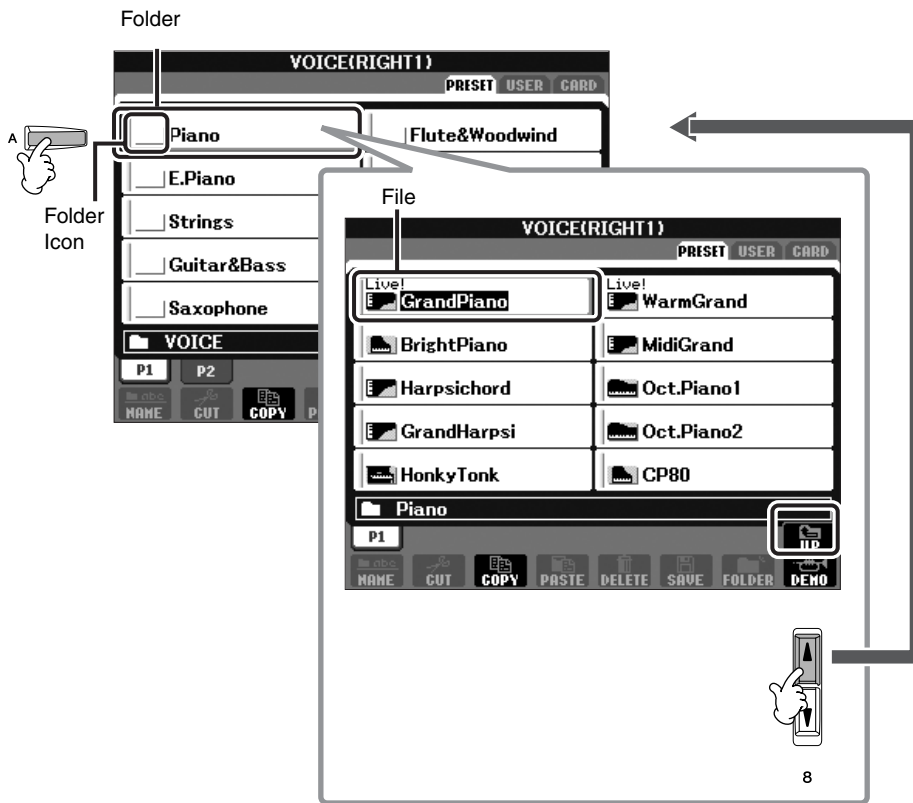 Folder
VOICE(RIGHT1)
PRESET USER CARD
A
Piano
Flute&Woodwind
E.Piano
Strings
Guitar&Bass
Saxophone
VOICE
P1 P2
NAME CUT COPY P
Folder
Icon
File
VOICE(RIGHT1)
PRESET USER CARD
Live!
GrandPiano
Live!
WarmGrand
BrightPiano
MidiGrand
Harpsichord
Oct.Piano1
GrandHarpsi
Oct.Piano2
HonkyTonk
CP80
Piano
P1
UP
abc
NAME CUT COPY PASTE DELETE SAVE FOLDER DEMO
8